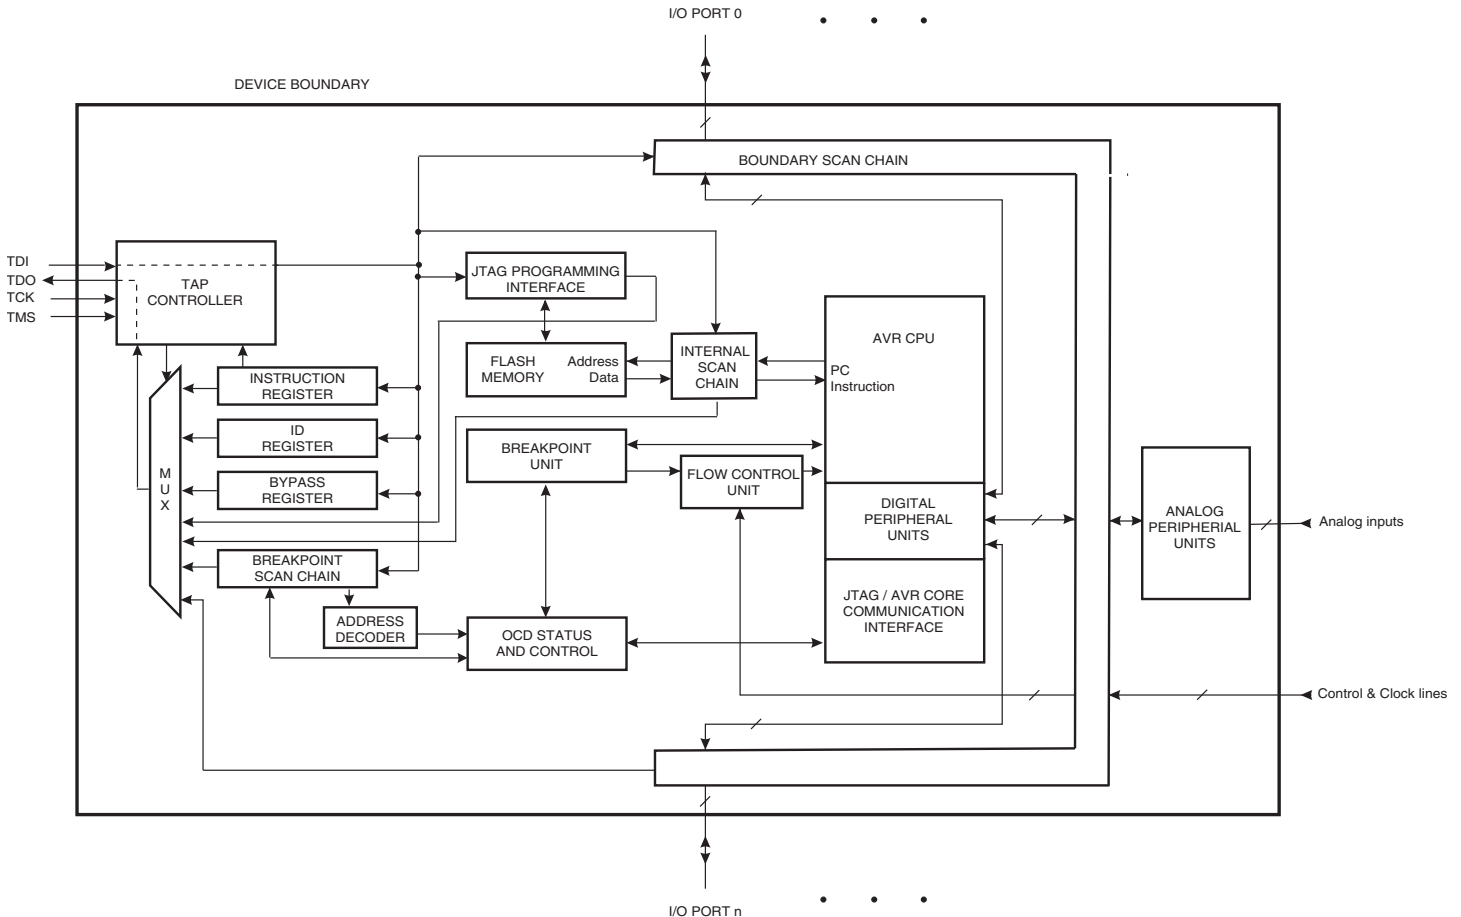 I/O PORT 0
DEVICE BOUNDARY
BOUNDARY SCAN CHAIN
TDI
TDO
TCK
TMS
TAP
CONTROLLER
JTAG PROGRAMMING
INTERFACE
FLASH
MEMORY
Address
Data
INTERNAL
SCAN
CHAIN
AVR CPU
PC
Instruction
INSTRUCTION
REGISTER
ID
REGISTER
BYPASS
REGISTER
M
U
X
BREAKPOINT
UNIT
FLOW CONTROL
UNIT
DIGITAL
PERIPHERAL
UNITS
ANALOG
PERIPHERIAL
UNITS
Analog inputs
BREAKPOINT
SCAN CHAIN
ADDRESS
DECODER
OCD STATUS
AND CONTROL
JTAG / AVR CORE
COMMUNICATION
INTERFACE
Control & Clock lines
I/O PORT n